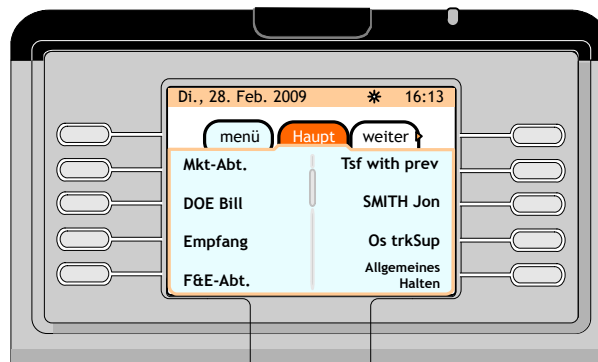 Di., 28. Feb. 2009 16:13
menü Haupt weiter
Mkt-Abt. Tsf with prev
DOE Bill SMITH Jon
Empfang Os trkSup
F&E-Abt. Allgemeines
Halten